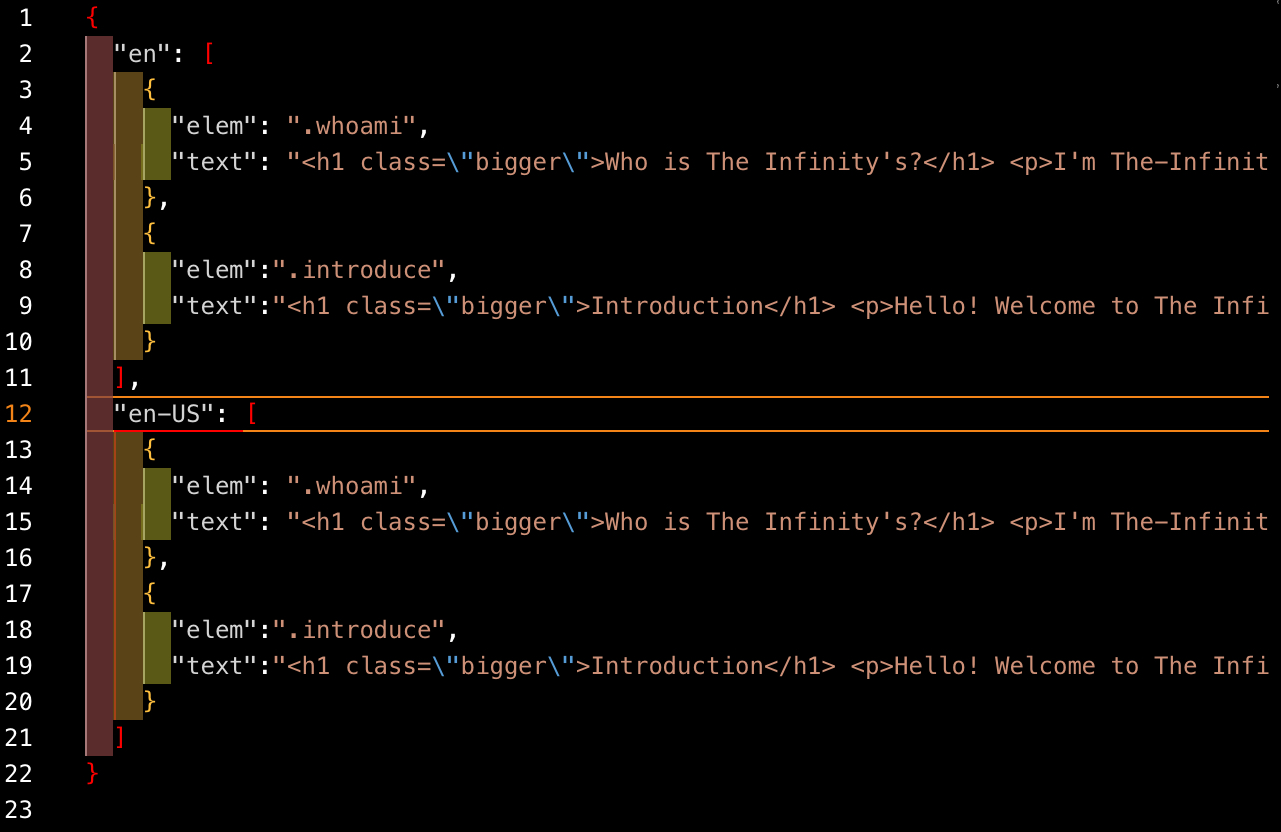 1 {
2 "en": [
3 {
4 "elem": ".whoami",
5 "text": "<h1 class=\"bigger\">Who is The Infinity's?</h1> <p>I'm The-Infinit
6 },
7 {
8 "elem":".introduce",
9 "text":"<h1 class=\"bigger\">Introduction</h1> <p>Hello! Welcome to The Infi
10 }
11 ],
12 "en-US": [
13 {
14 "elem": ".whoami",
15 "text": "<h1 class=\"bigger\">Who is The Infinity's?</h1> <p>I'm The-Infinit
16 },
17 {
18 "elem":".introduce",
19 "text":"<h1 class=\"bigger\">Introduction</h1> <p>Hello! Welcome to The Infi
20 }
21 ]
22 }
23